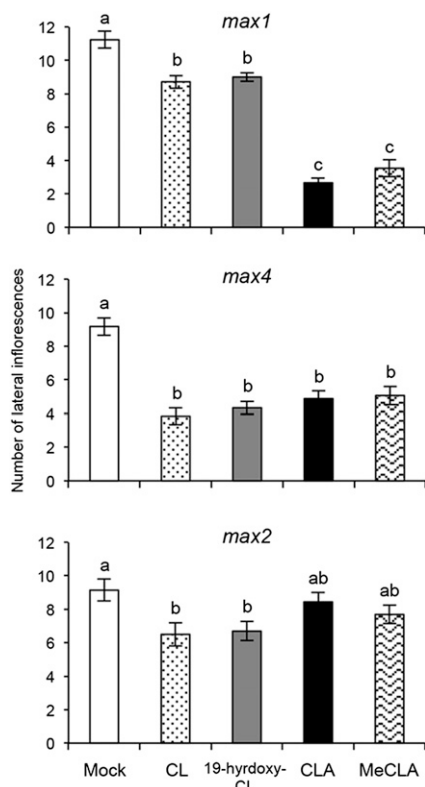 max1
12
10
8
6
4
2
0
a
b
b
c
c
max4
12
10
8
6
4
2
0
a
b
b
b
b
Number of lateral inflorescences
max2
12
10
8
6
4
2
0
a
b
b
ab
ab
Mock CL 19-hyrdoxy- CLA MeCLA
CL